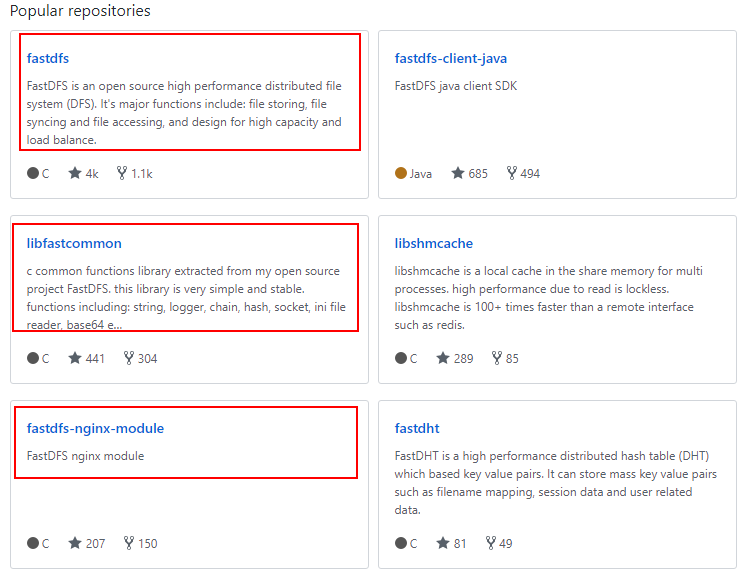 Popular repositories
fastdfs
FastDFS is an open source high performance distributed file
system (DFS). It's major functions include: file storing, file
syncing and file accessing, and design for high capacity and
load balance.
C 4k 1.1k
fastdfs-client-java
FastDFS java client SDK
Java 685 494
libfastcommon
c common functions library extracted from my open source
project FastDFS. this library is very simple and stable.
functions including: string, logger, chain, hash, socket, ini file
reader, base64 e...
C 441 304
libshmcache
libshmcache is a local cache in the share memory for multi
processes. high performance due to read is lockless.
libshmcache is 100+ times faster than a remote interface
such as redis.
C 289 85
fastdfs-nginx-module
FastDFS nginx module
C 207 150
fastdht
FastDHT is a high performance distributed hash table (DHT)
which based key value pairs. It can store mass key value pairs
such as filename mapping, session data and user related
data.
C 81 49